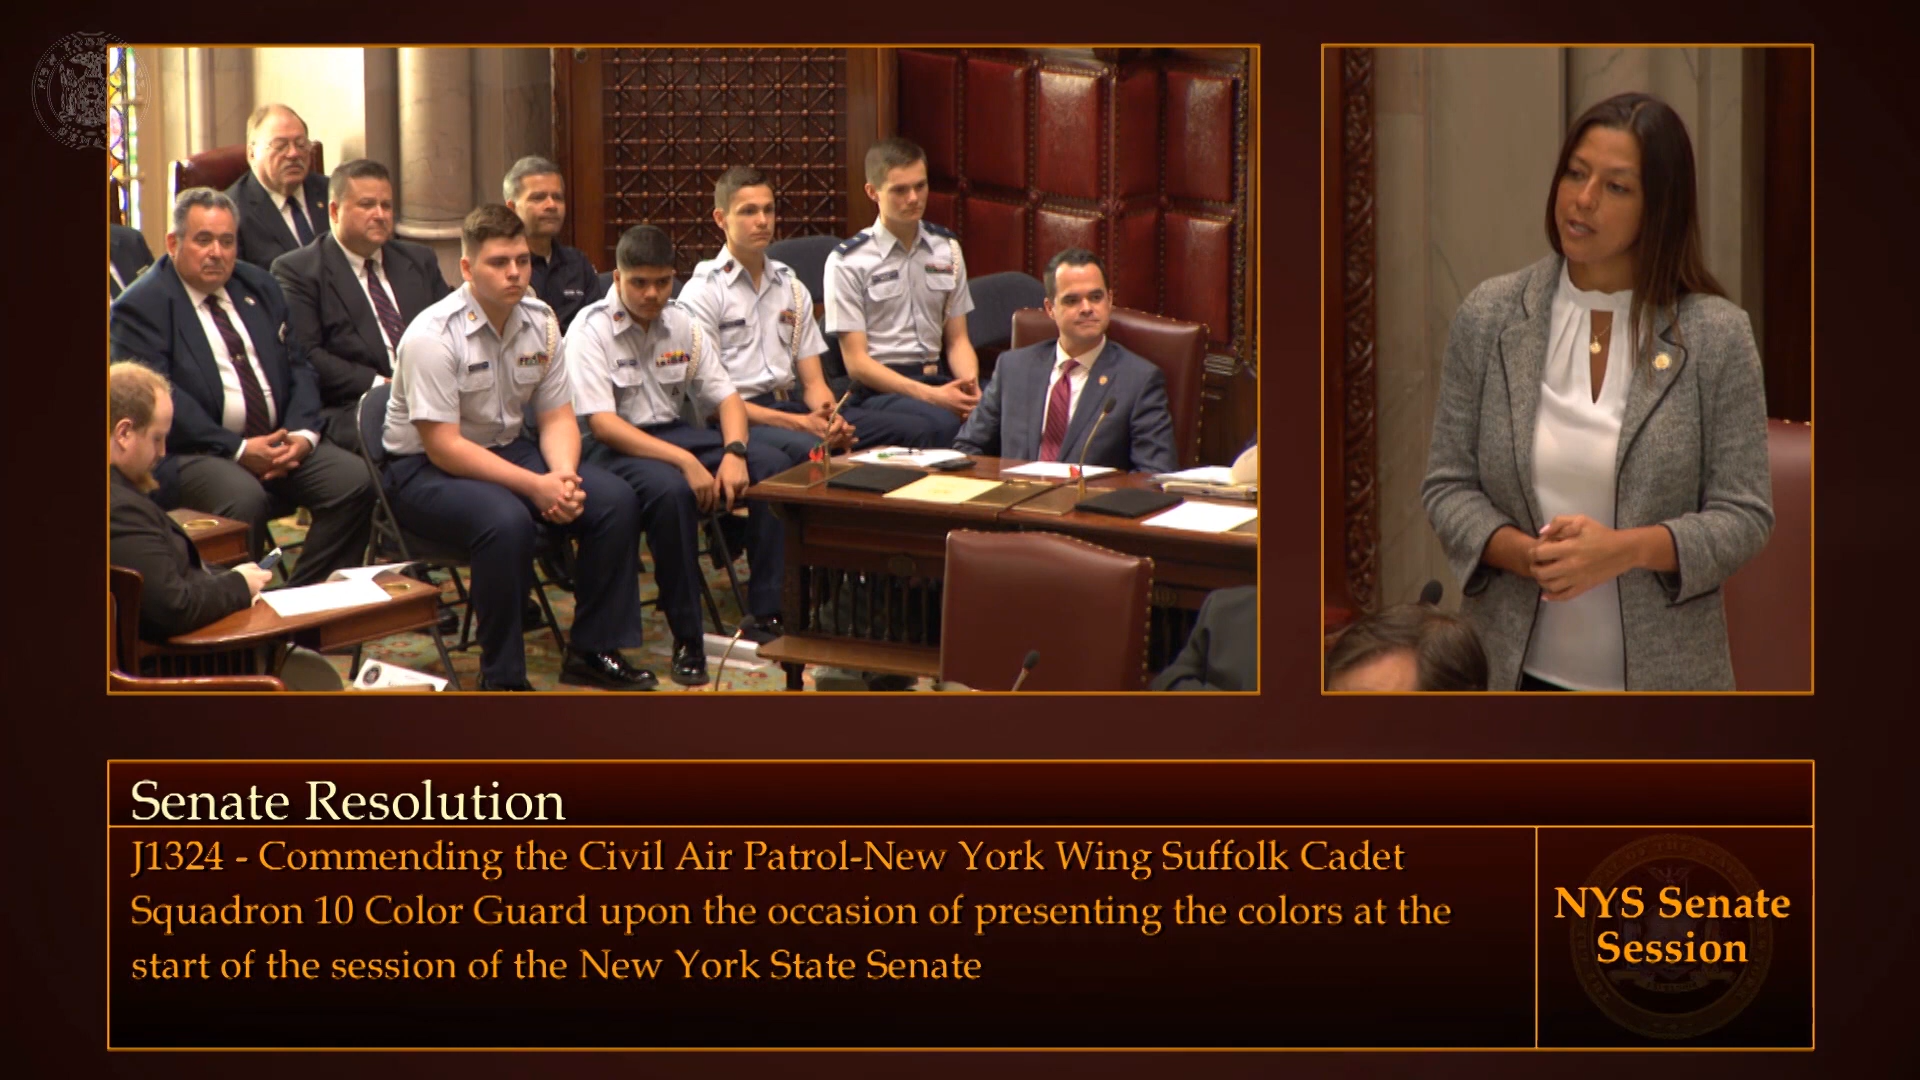 Senate Resolution
J1324 - Commending the Civil Air Patrol-New York Wing Suffolk Cadet
Squadron 10 Color Guard upon the occasion of presenting the colors at the
start of the session of the New York State Senate
NYS Senate
Session